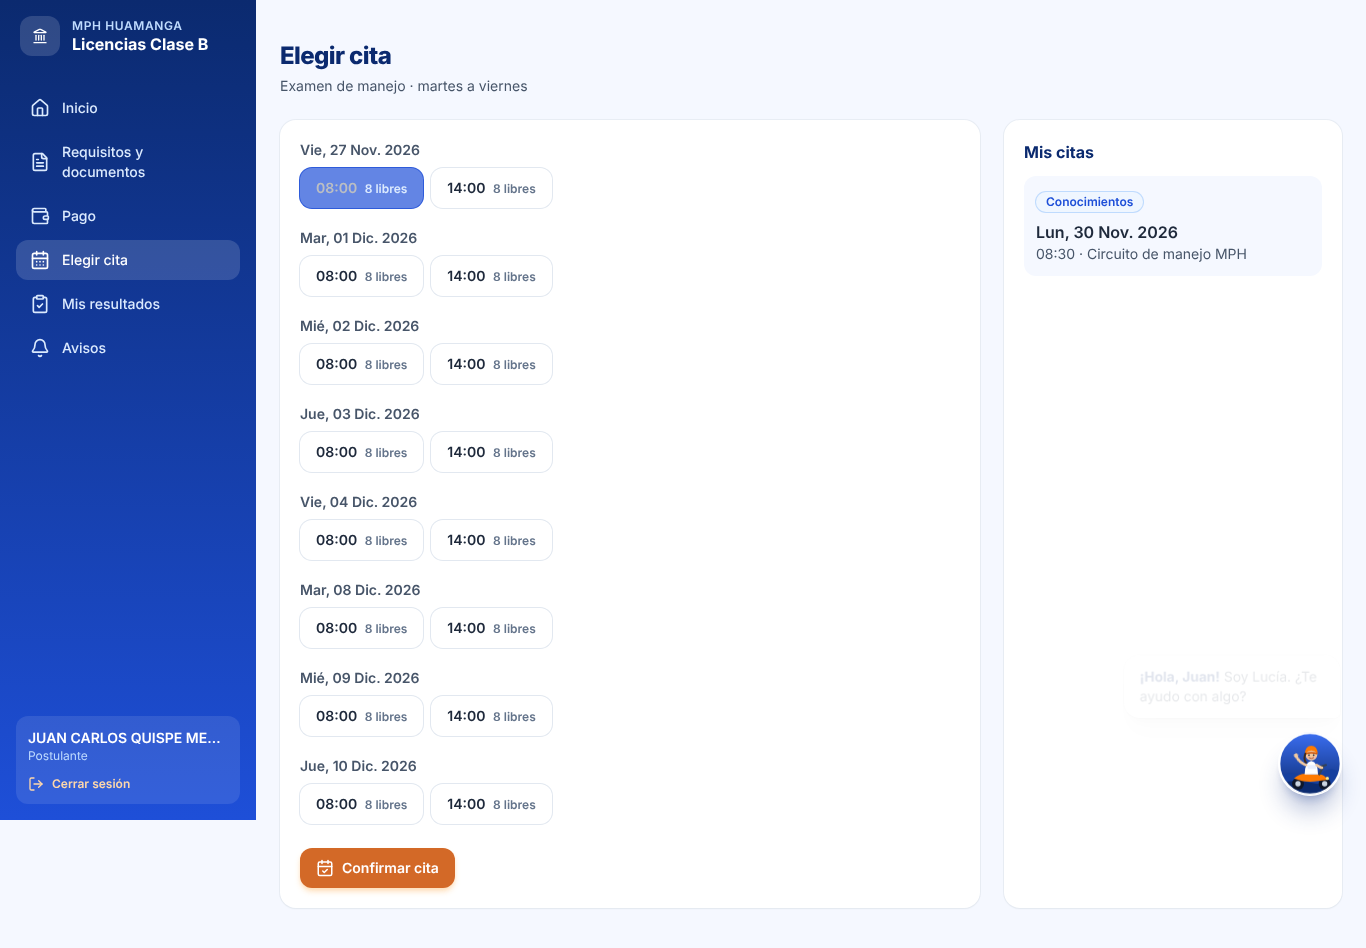 MPH HUAMANGA
Licencias Clase B
Inicio
Requisitos y
documentos
Pago
Elegir cita
Mis resultados
Avisos
JUAN CARLOS QUISPE ME...
Postulante
Cerrar sesión
Elegir cita
Examen de manejo · martes a viernes
Vie, 27 Nov. 2026
08:00 8 libres 14:00 8 libres
Mar, 01 Dic. 2026
08:00 8 libres 14:00 8 libres
Mié, 02 Dic. 2026
08:00 8 libres 14:00 8 libres
Jue, 03 Dic. 2026
08:00 8 libres 14:00 8 libres
Vie, 04 Dic. 2026
08:00 8 libres 14:00 8 libres
Mar, 08 Dic. 2026
08:00 8 libres 14:00 8 libres
Mié, 09 Dic. 2026
08:00 8 libres 14:00 8 libres
Jue, 10 Dic. 2026
08:00 8 libres 14:00 8 libres
Confirmar cita
Mis citas
Conocimientos
Lun, 30 Nov. 2026
08:30 · Circuito de manejo MPH
¡Hola, Juan! Soy Lucía. ¿Te
ayudo con algo?